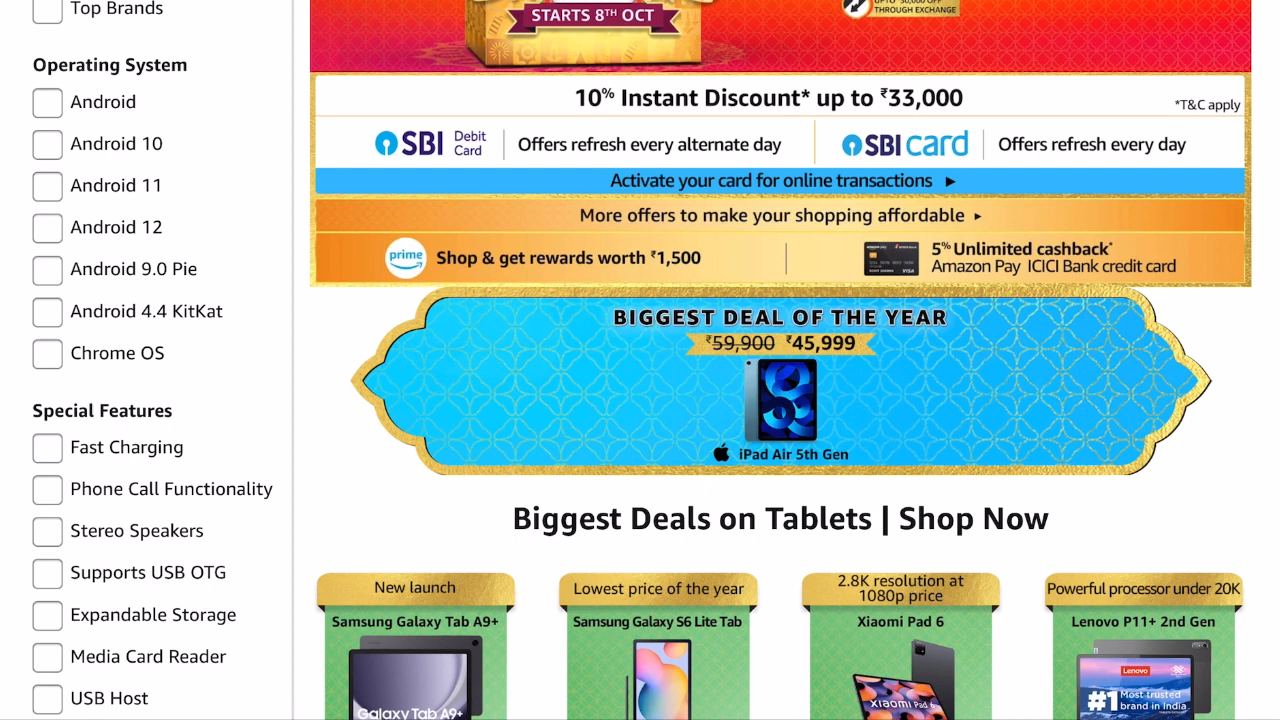 Top Brands
Operating System
Android
Android 10
Android 11
Android 12
Android 9.0 Pie
Android 4.4 KitKat
Chrome OS
Special Features
Fast Charging
Phone Call Functionality
Stereo Speakers
Supports USB OTG
Expandable Storage
Media Card Reader
USB Host
STARTS 8TH OCT
THROUGH EXCHANGE
10% Instant Discount* up to ₹33,000
*T&C apply
SBI Debit Card
Offers refresh every alternate day
SBI card
Offers refresh every day
Activate your card for online transactions ►
More offers to make your shopping affordable ▸
prime
Shop & get rewards worth ₹1,500
VISA
5% Unlimited cashback*
Amazon Pay ICICI Bank credit card
BIGGEST DEAL OF THE YEAR
₹59,900 ₹45,999
iPad Air 5th Gen
Biggest Deals on Tablets | Shop Now
New launch
Samsung Galaxy Tab A9+
Galaxy Tab A9+
Lowest price of the year
Samsung Galaxy S6 Lite Tab
2.8K resolution at
1080p price
Xiaomi Pad 6
Xiaomi Pad 6
Powerful processor under 20K
Lenovo P11+ 2nd Gen
Lenovo
#1 Most trusted
brand in India